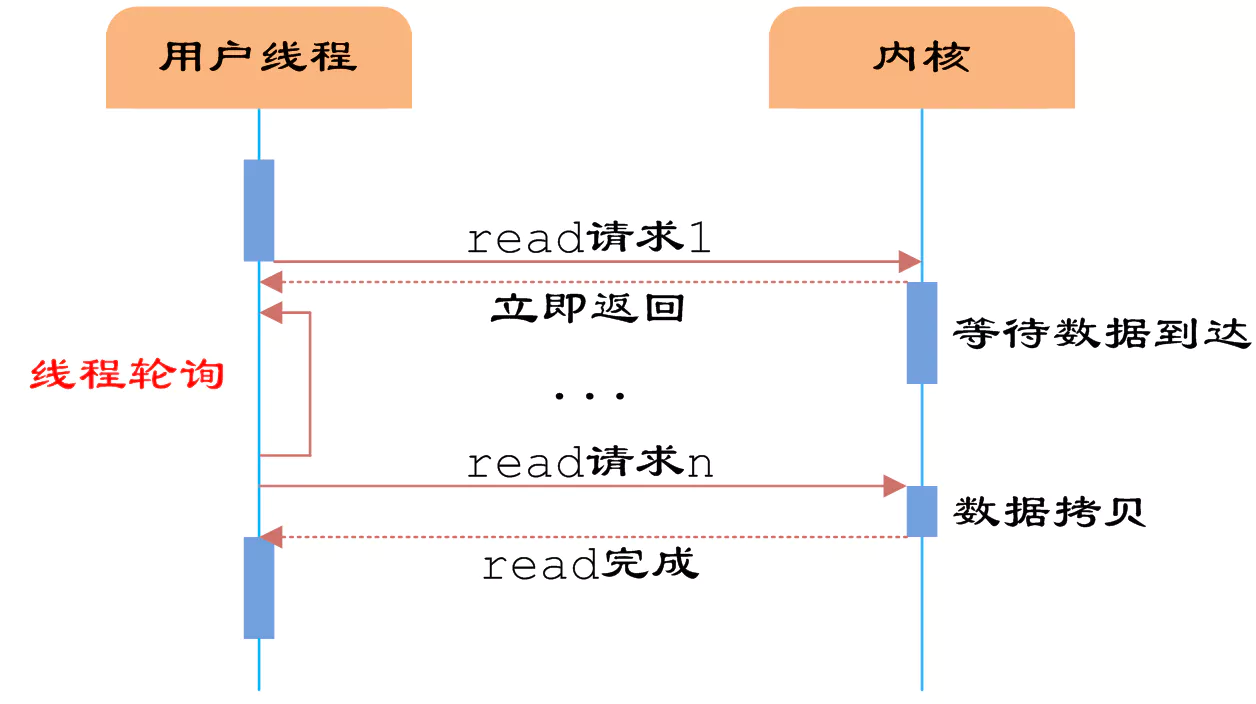 用户线程
内核
read请求1
立即返回
等待数据到达
线程轮询
...
read请求n
数据拷贝
read完成